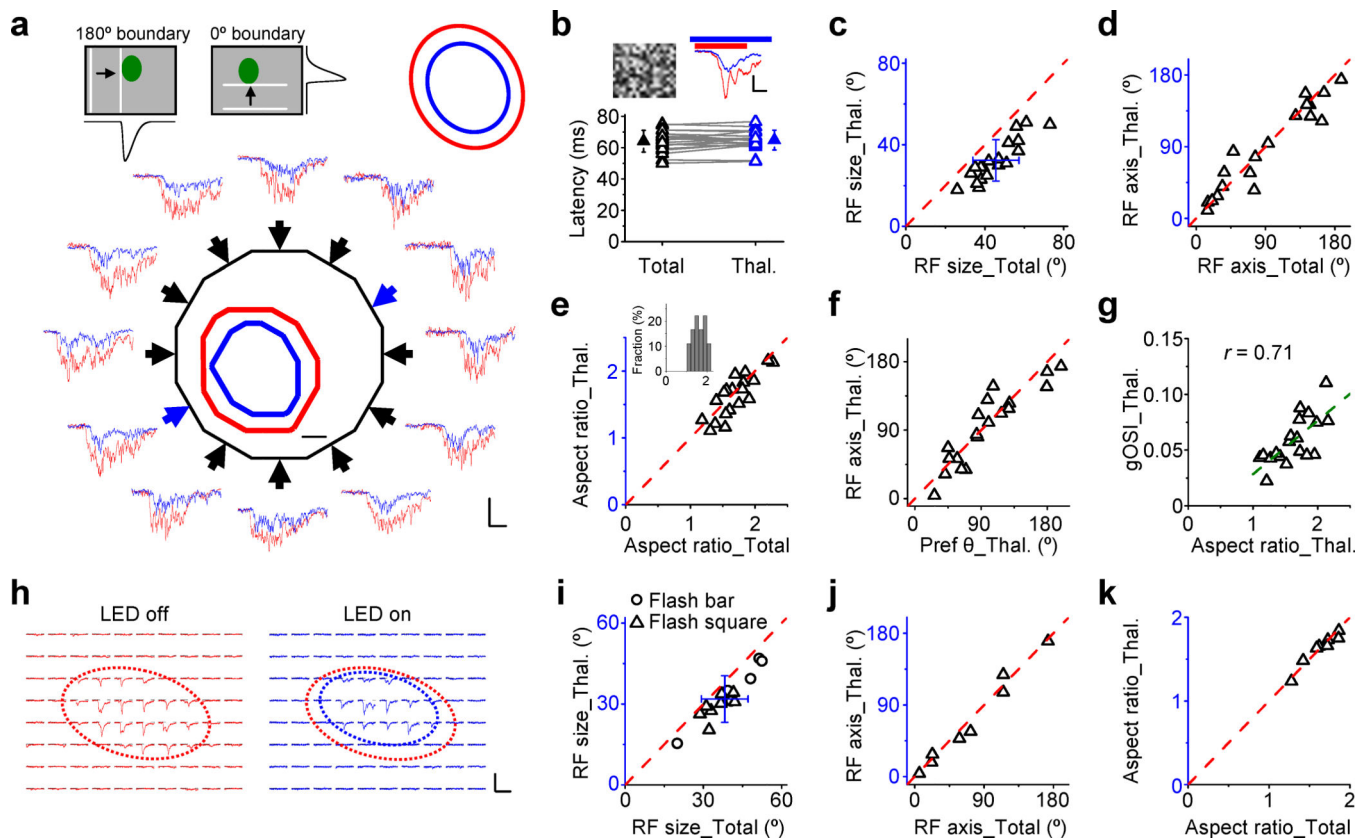 a
180º boundary
0º boundary
b
Latency (ms)
80
60
40
20
0
Total
Thal.
c
RF size_Thal. (º)
80
40
0
0
40
80
RF size_Total (º)
d
RF axis_Thal. (º)
180
90
0
0
90
180
RF axis_Total (º)
e
Fraction (%)
20
10
0
0
2
Aspect ratio_Thal.
2
1
0
0
1
2
Aspect ratio_Total
f
RF axis_Thal. (º)
180
90
0
0
90
180
Pref θ_Thal. (º)
g
r = 0.71
gOSI_Thal.
0.15
0.10
0.05
0
0
1
2
Aspect ratio_Thal.
h
LED off
LED on
i
Flash bar
Flash square
RF size_Thal. (º)
60
30
0
0
30
60
RF size_Total (º)
j
RF axis_Thal. (º)
180
90
0
0
90
180
RF axis_Total (º)
k
Aspect ratio_Thal.
2
1
0
0
1
2
Aspect ratio_Total